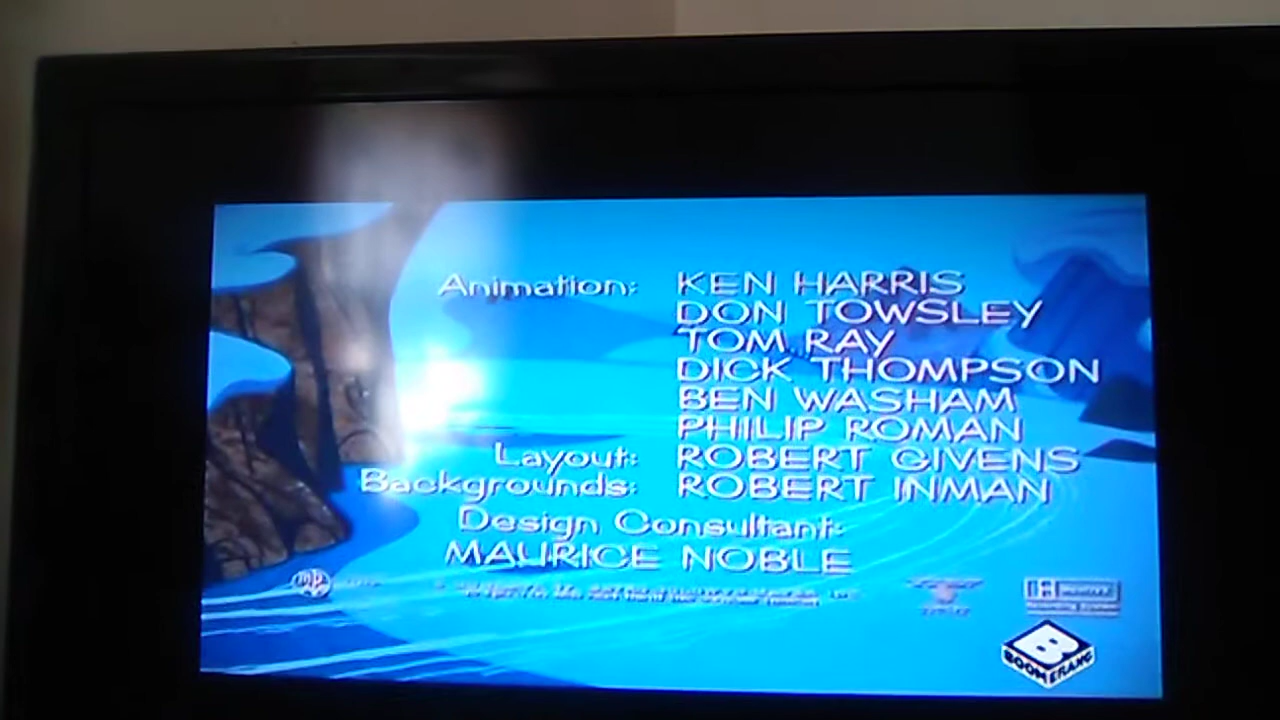 Animation: KEN HARRIS
DON TOWSLEY
TOM RAY
DICK THOMPSON
BEN WASHAM
PHILIP ROMAN
Layout: ROBERT GIVENS
Backgrounds: ROBERT INMAN
Design Consultant:
MAURICE NOBLE
BOOMERANG